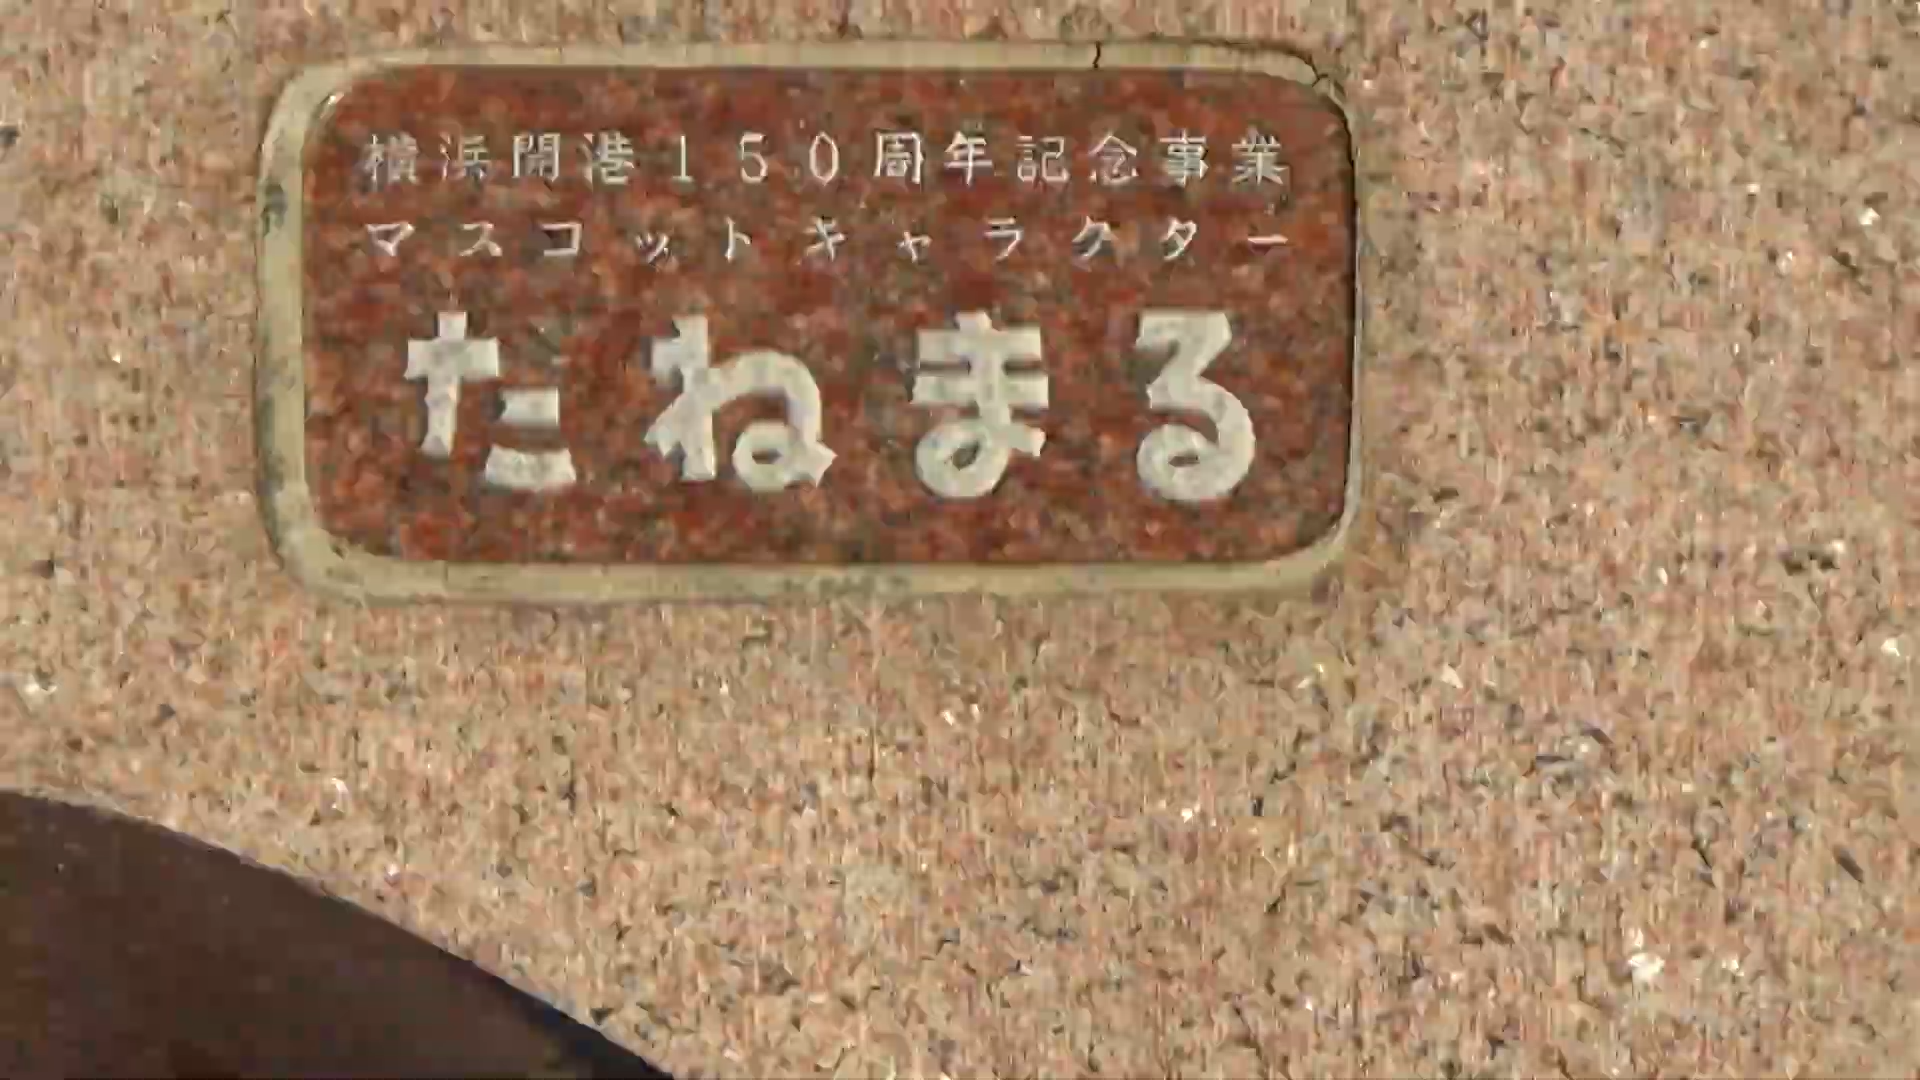 横浜開港150周年記念事業
マスコットキャラクター
たねまる